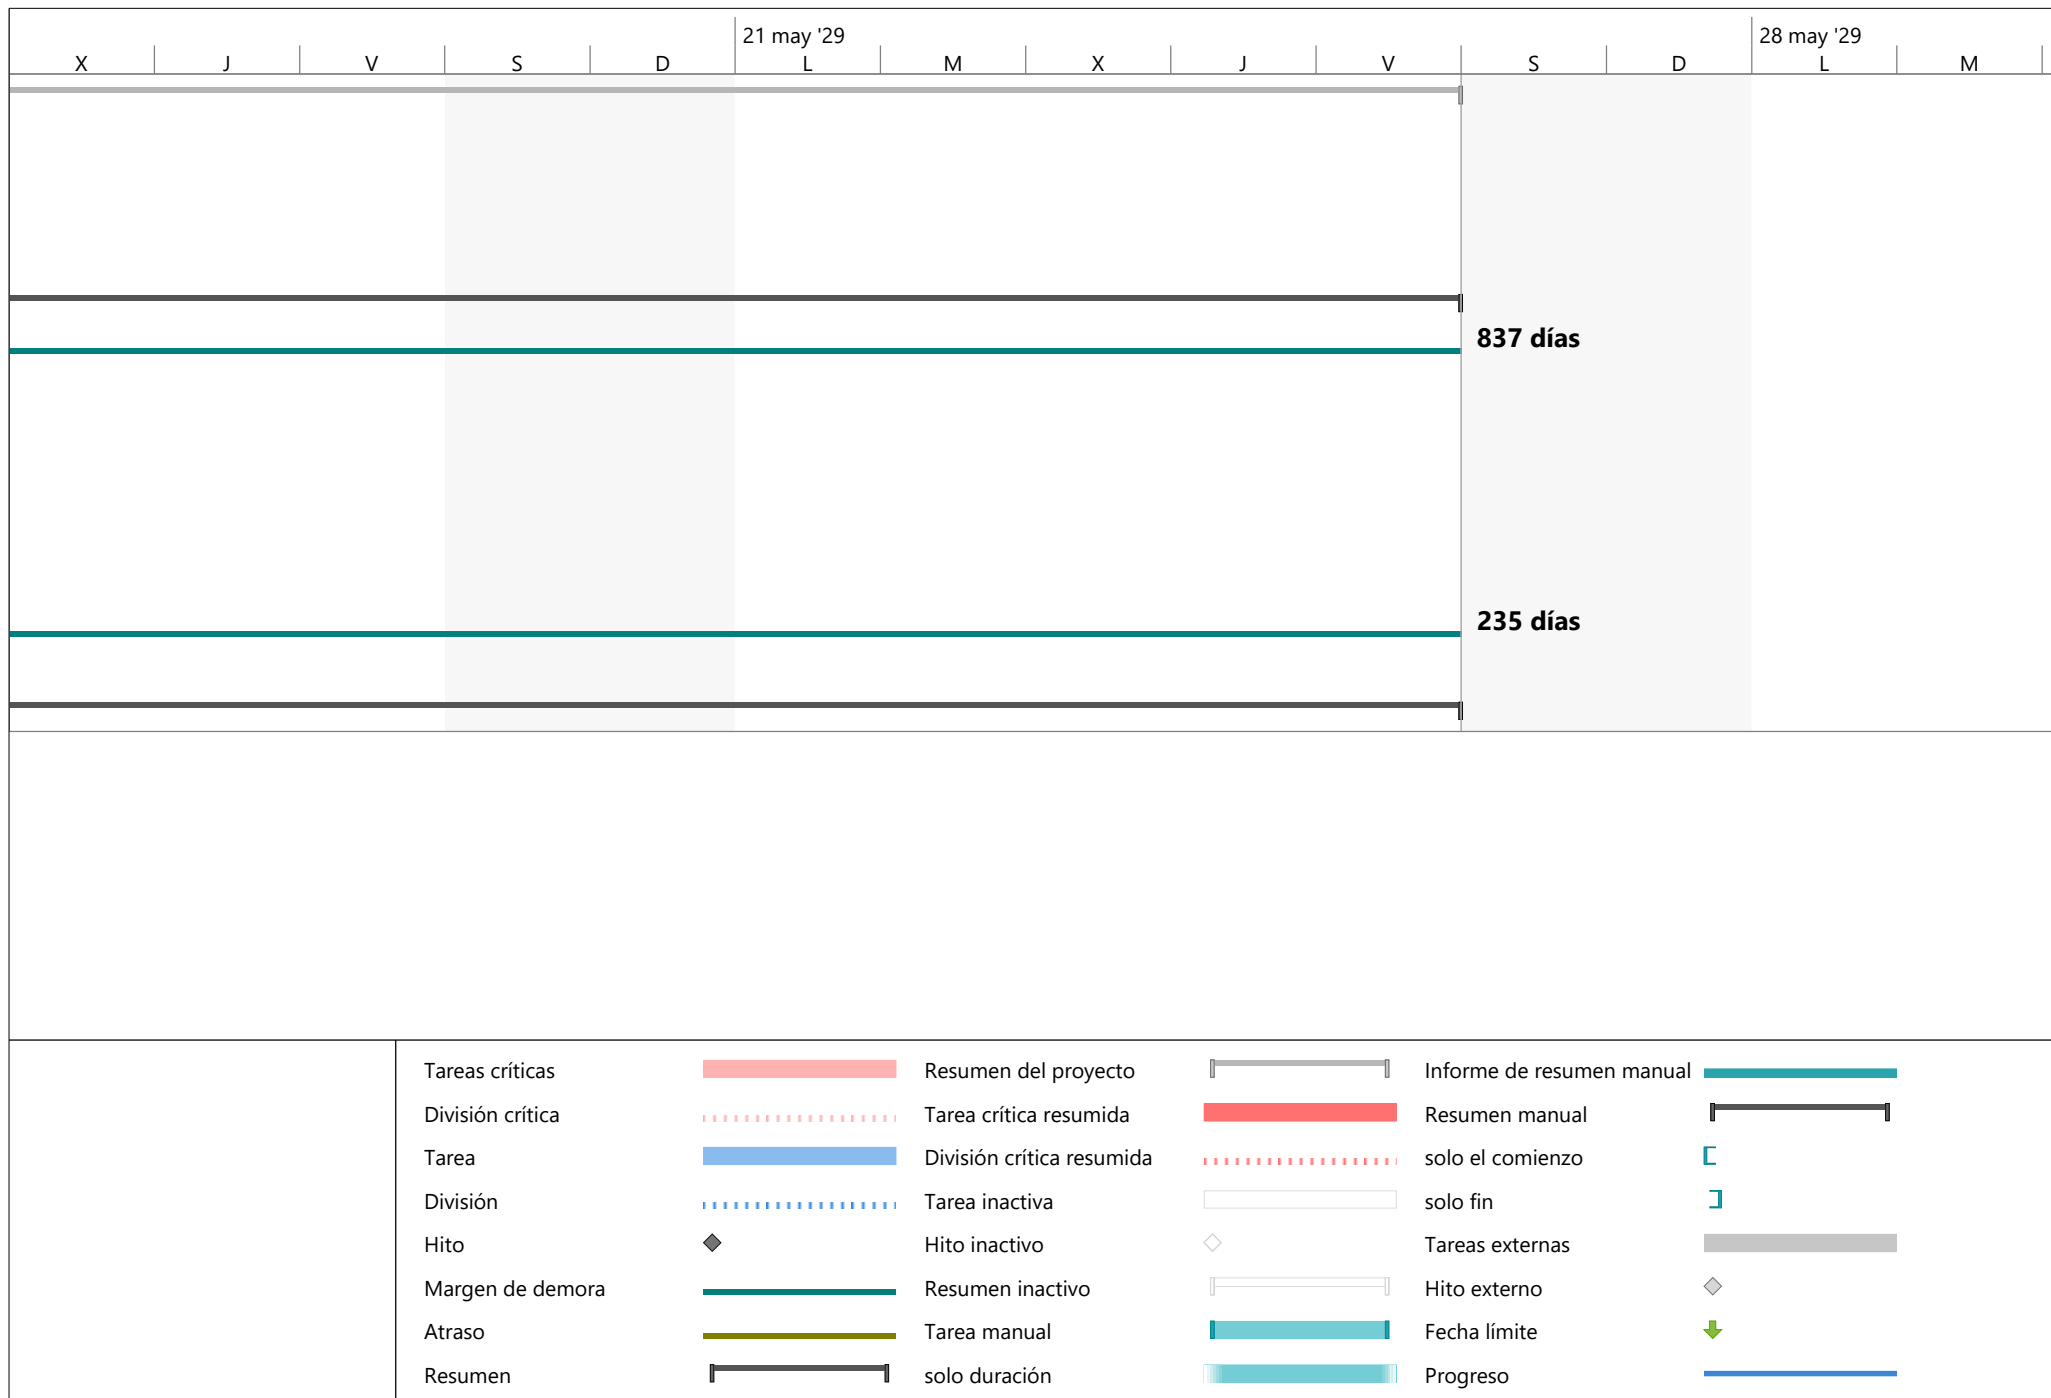 21 may '29 28 may '29
X J V S D L M X J V S D L M
837 días
235 días
Tareas críticas Resumen del proyecto Informe de resumen manual
División crítica Tarea crítica resumida Resumen manual
Tarea División crítica resumida solo el comienzo
División Tarea inactiva solo fin
Hito Hito inactivo Tareas externas
Margen de demora Resumen inactivo Hito externo
Atraso Tarea manual Fecha límite
Resumen solo duración Progreso